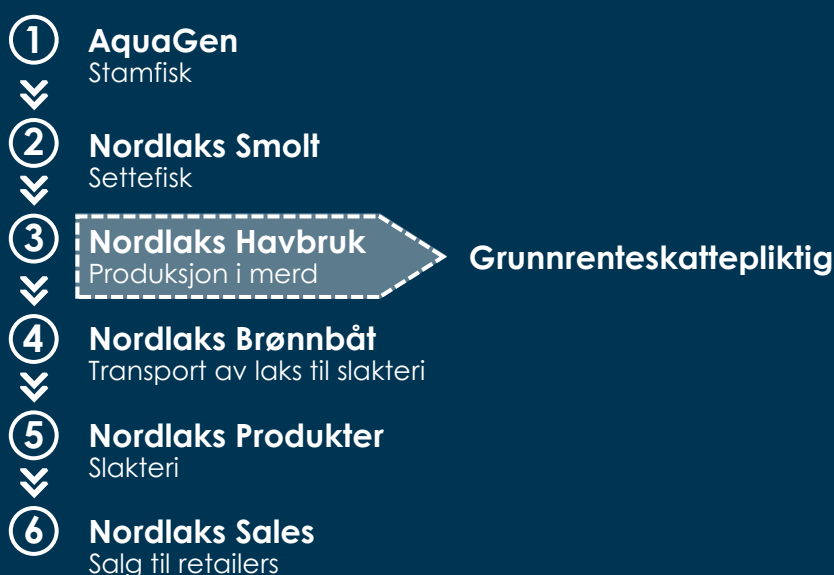 1
AquaGen
Stamfisk
2
Nordlaks Smolt
Settefisk
3
Nordlaks Havbruk
Produksjon i merd
Grunnrenteskattepliktig
4
Nordlaks Brønnbåt
Transport av laks til slakteri
5
Nordlaks Produkter
Slakteri
6
Nordlaks Sales
Salg til retailers